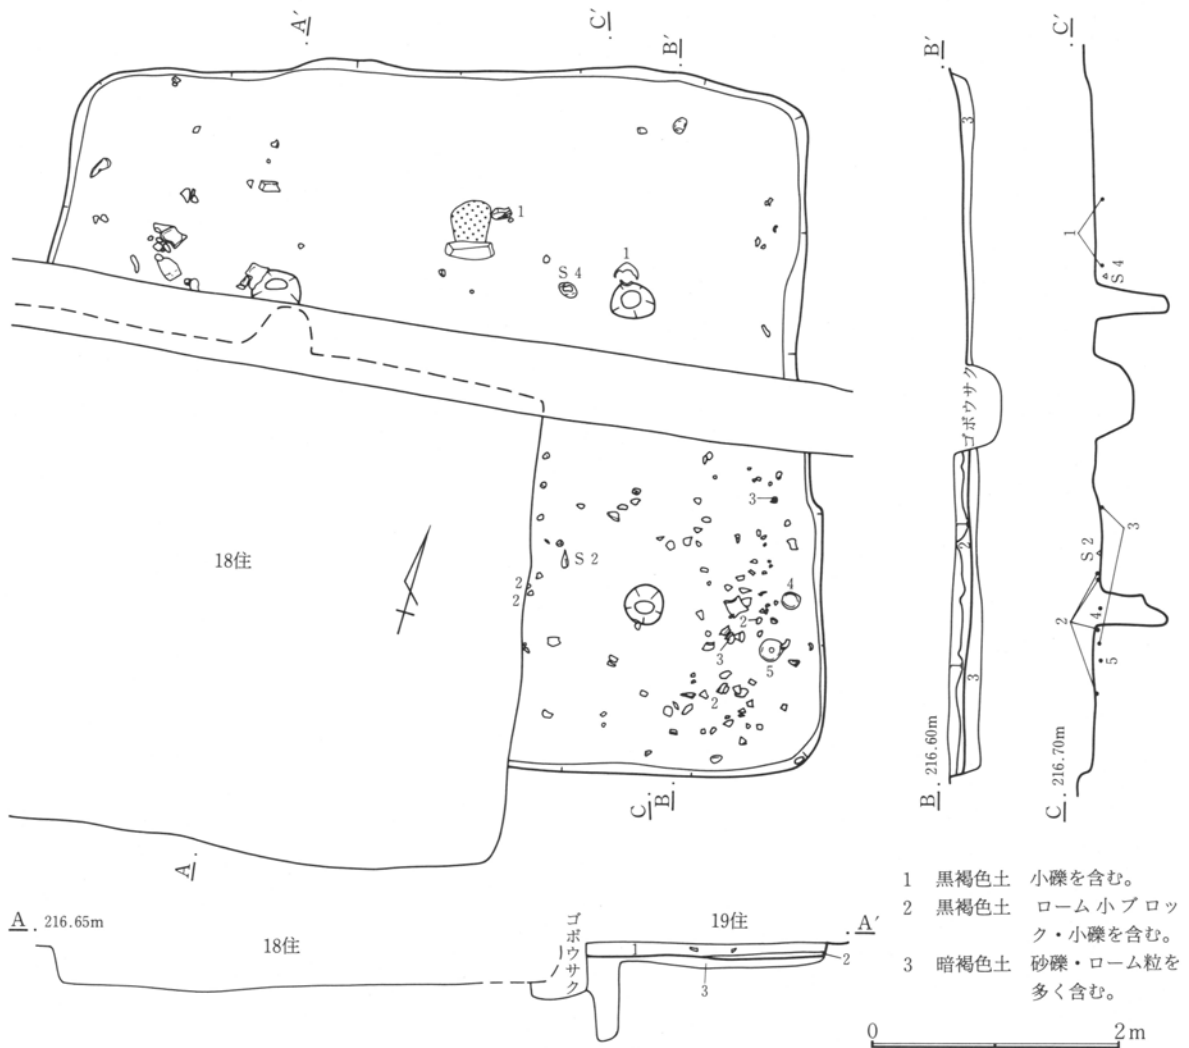 A′
C′
B′
1
1
S 4
18住
3
S 2
2
2
4
2
3
5
2
A
C
B
B′
3
ゴボウサク
2
3
B 216.60m
C′
1
S 4
3
S 2
2
4
5
C 216.70m
A 216.65m
18住
ゴボウサク
19住
A′
2
3
1 黒褐色土 小礫を含む。
2 黒褐色土 ローム小ブロッ
ク・小礫を含む。
3 暗褐色土 砂礫・ローム粒を
多く含む。
0 2m